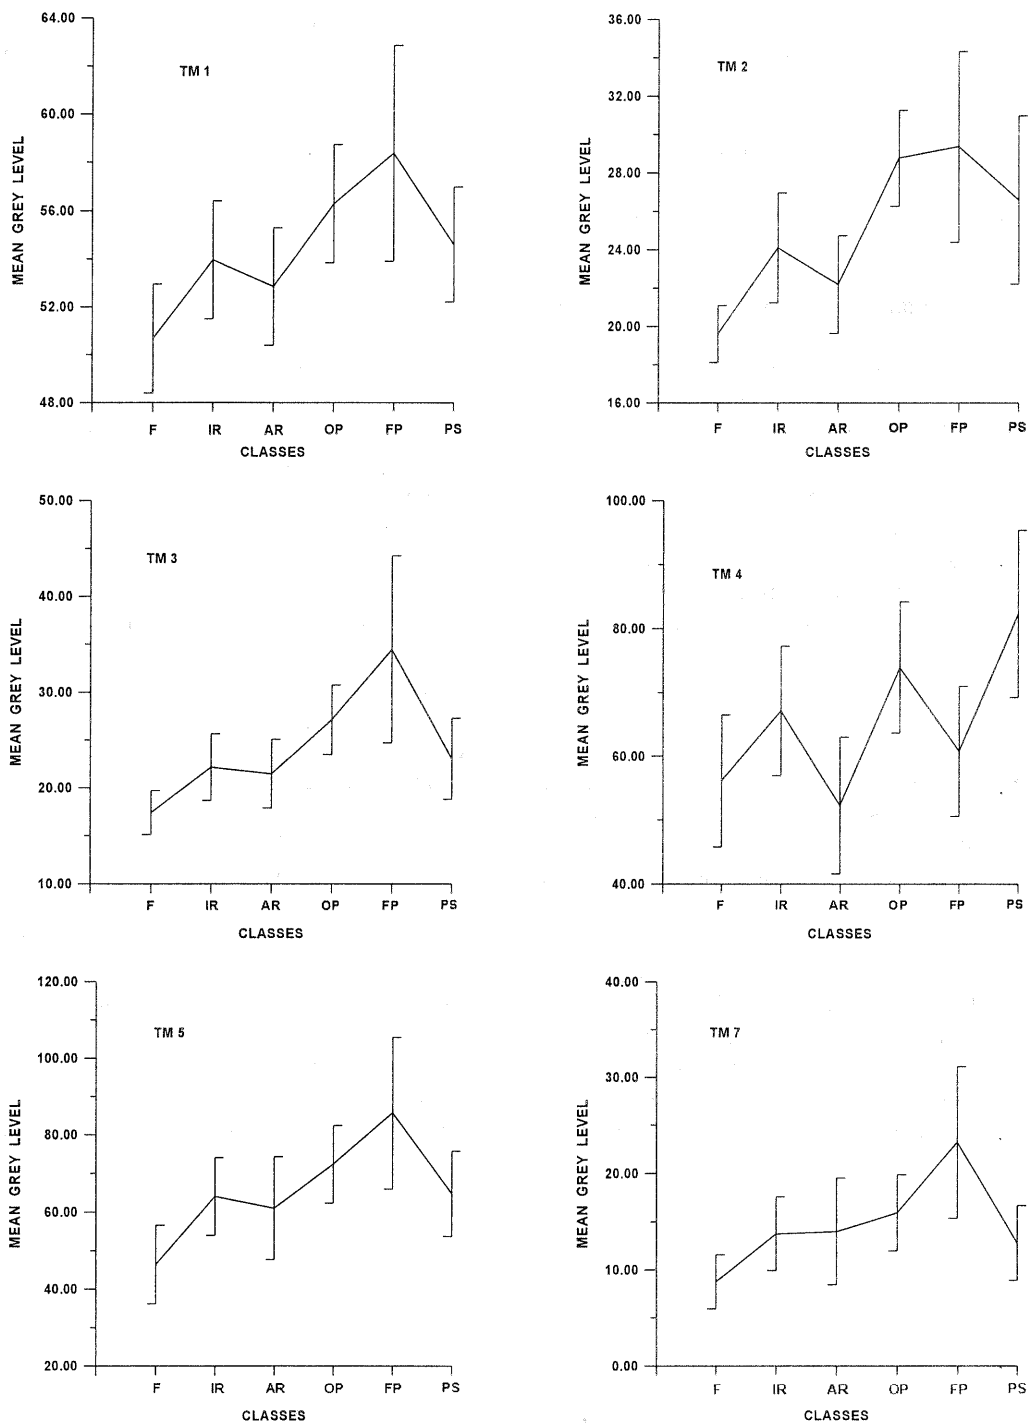 64.00
60.00
56.00
52.00
48.00
MEAN GREY LEVEL
TM 1
F IR AR OP FP PS
CLASSES
36.00
32.00
28.00
24.00
20.00
16.00
MEAN GREY LEVEL
TM 2
F IR AR OP FP PS
CLASSES
50.00
40.00
30.00
20.00
10.00
MEAN GREY LEVEL
TM 3
F IR AR OP FP PS
CLASSES
100.00
80.00
60.00
40.00
MEAN GREY LEVEL
TM 4
F IR AR OP FP PS
CLASSES
120.00
100.00
80.00
60.00
40.00
20.00
MEAN GREY LEVEL
TM 5
F IR AR OP FP PS
CLASSES
40.00
30.00
20.00
10.00
0.00
MEAN GREY LEVEL
TM 7
F IR AR OP FP PS
CLASSES